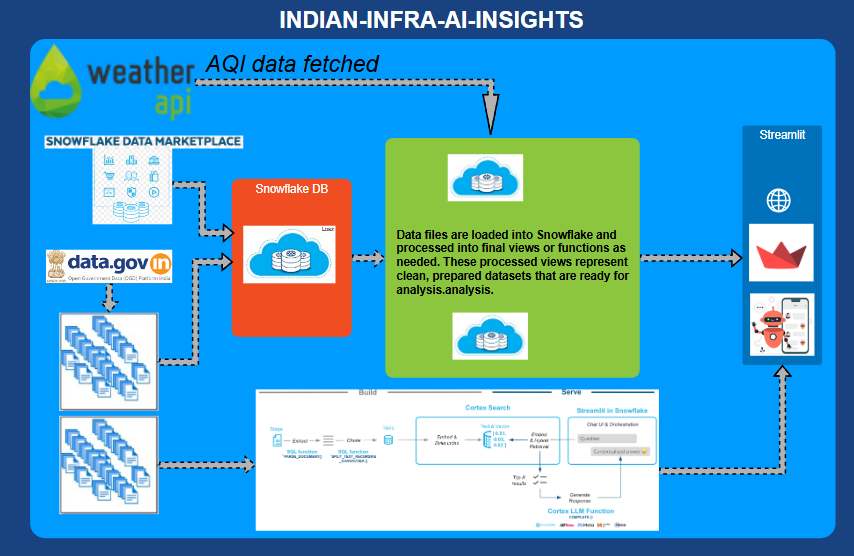 INDIAN-INFRA-AI-INSIGHTS
weather
api
AQI data fetched
SNOWFLAKE DATA MARKETPLACE
Streamlit
Snowflake DB
data.gov in
Open Government Data (OGD) Platform India
Data files are loaded into Snowflake and
processed into final views or functions as
needed. These processed views represent
clean, prepared datasets that are ready for
analysis.analysis.
Build
Serve
Cortex Search
Streamlit in Snowflake
Chat UI & Orchestration
Stage
Extract
Chunk
Table
SQL function
SQL function
Text & Vector
Embed
& Hybrid
Retrieval
Question
Contextualized answer
Top K
results
Generate
Response
Cortex LLM Function
COMPLETE ()
Meta